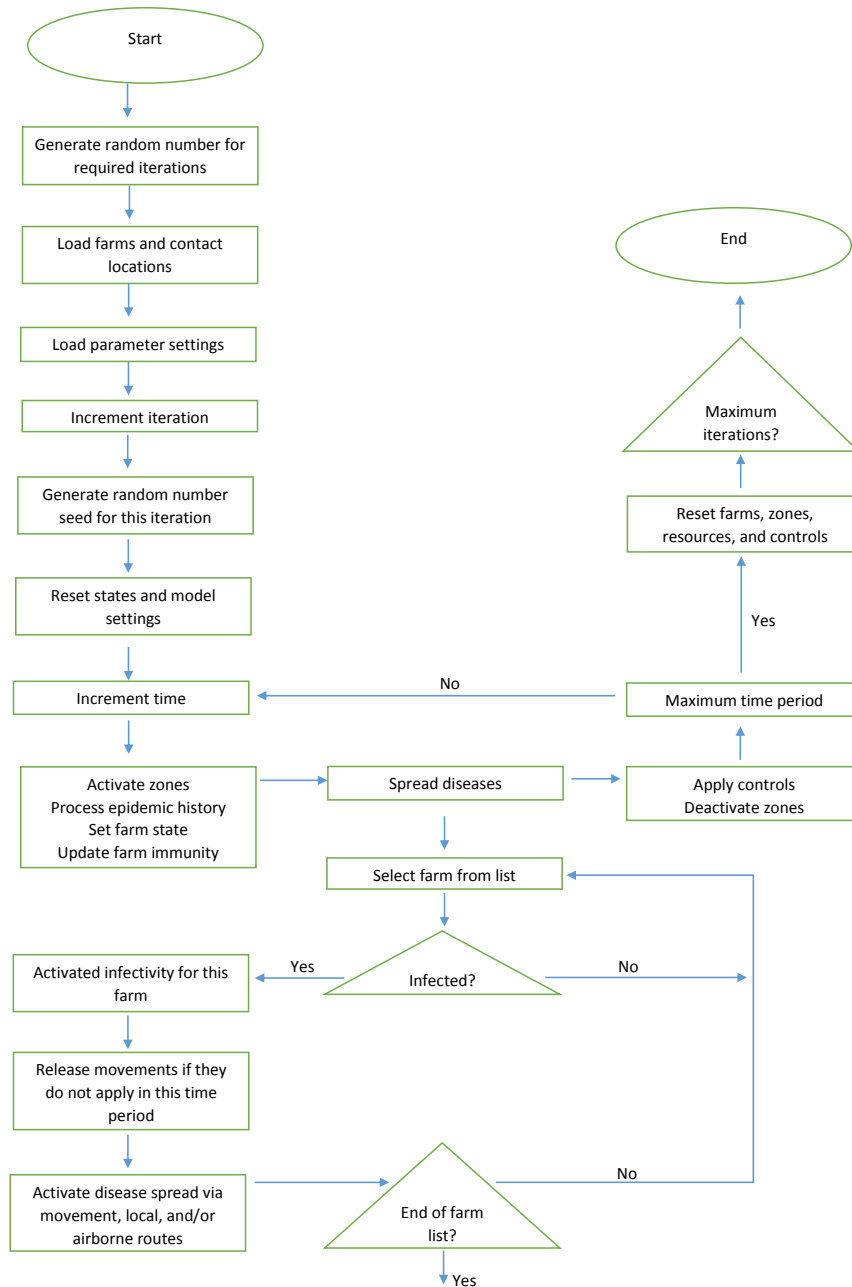 Start
Generate random number for
required iterations
Load farms and contact
locations
Load parameter settings
Increment iteration
Generate random number
seed for this iteration
Reset states and model
settings
Increment time
Activate zones
Process epidemic history
Set farm state
Update farm immunity
Spread diseases
Apply controls
Deactivate zones
Maximum time period
No
Yes
Reset farms, zones,
resources, and controls
Maximum
iterations?
End
Select farm from list
Infected?
Yes
No
Activated infectivity for this
farm
Release movements if they
do not apply in this time
period
Activate disease spread via
movement, local, and/or
airborne routes
End of farm
list?
No
Yes